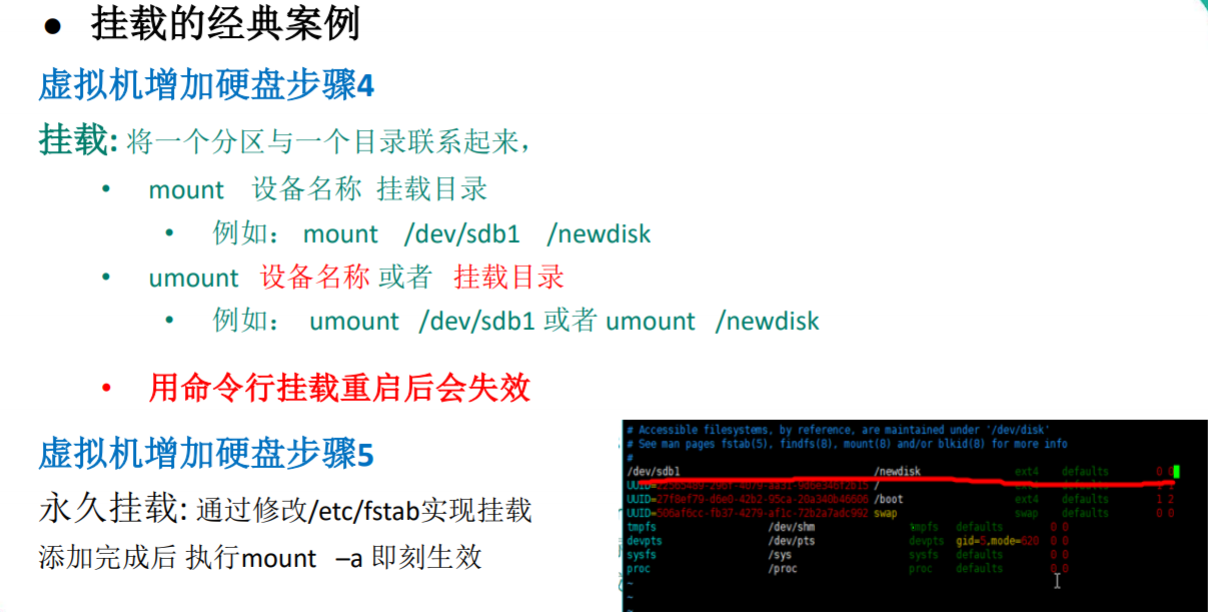 ● 挂载的经典案例
虚拟机增加硬盘步骤4
挂载: 将一个分区与一个目录联系起来，
• mount 设备名称 挂载目录
• 例如： mount /dev/sdb1 /newdisk
• umount 设备名称 或者 挂载目录
• 例如： umount /dev/sdb1 或者 umount /newdisk
• 用命令行挂载重启后会失效
虚拟机增加硬盘步骤5
永久挂载: 通过修改/etc/fstab实现挂载
添加完成后 执行mount –a 即刻生效
# Accessible filesystems, by reference, are maintained under '/dev/disk'
# See man pages fstab(5), findfs(8), mount(8) and/or blkid(8) for more info
#
/dev/sdb1 /newdisk ext4 defaults 0 0
/
UUID=27f8ef79-d6e0-42b2-95ca-20a340b46606 /boot ext4 defaults 1 2
UUID=506af6cc-fb37-4279-af1c-72b2a7adc992 swap swap defaults 0 0
tmpfs /dev/shm tmpfs defaults 0 0
devpts /dev/pts devpts gid=5,mode=620 0 0
sysfs /sys sysfs defaults 0 0
proc /proc proc defaults 0 0
~
~